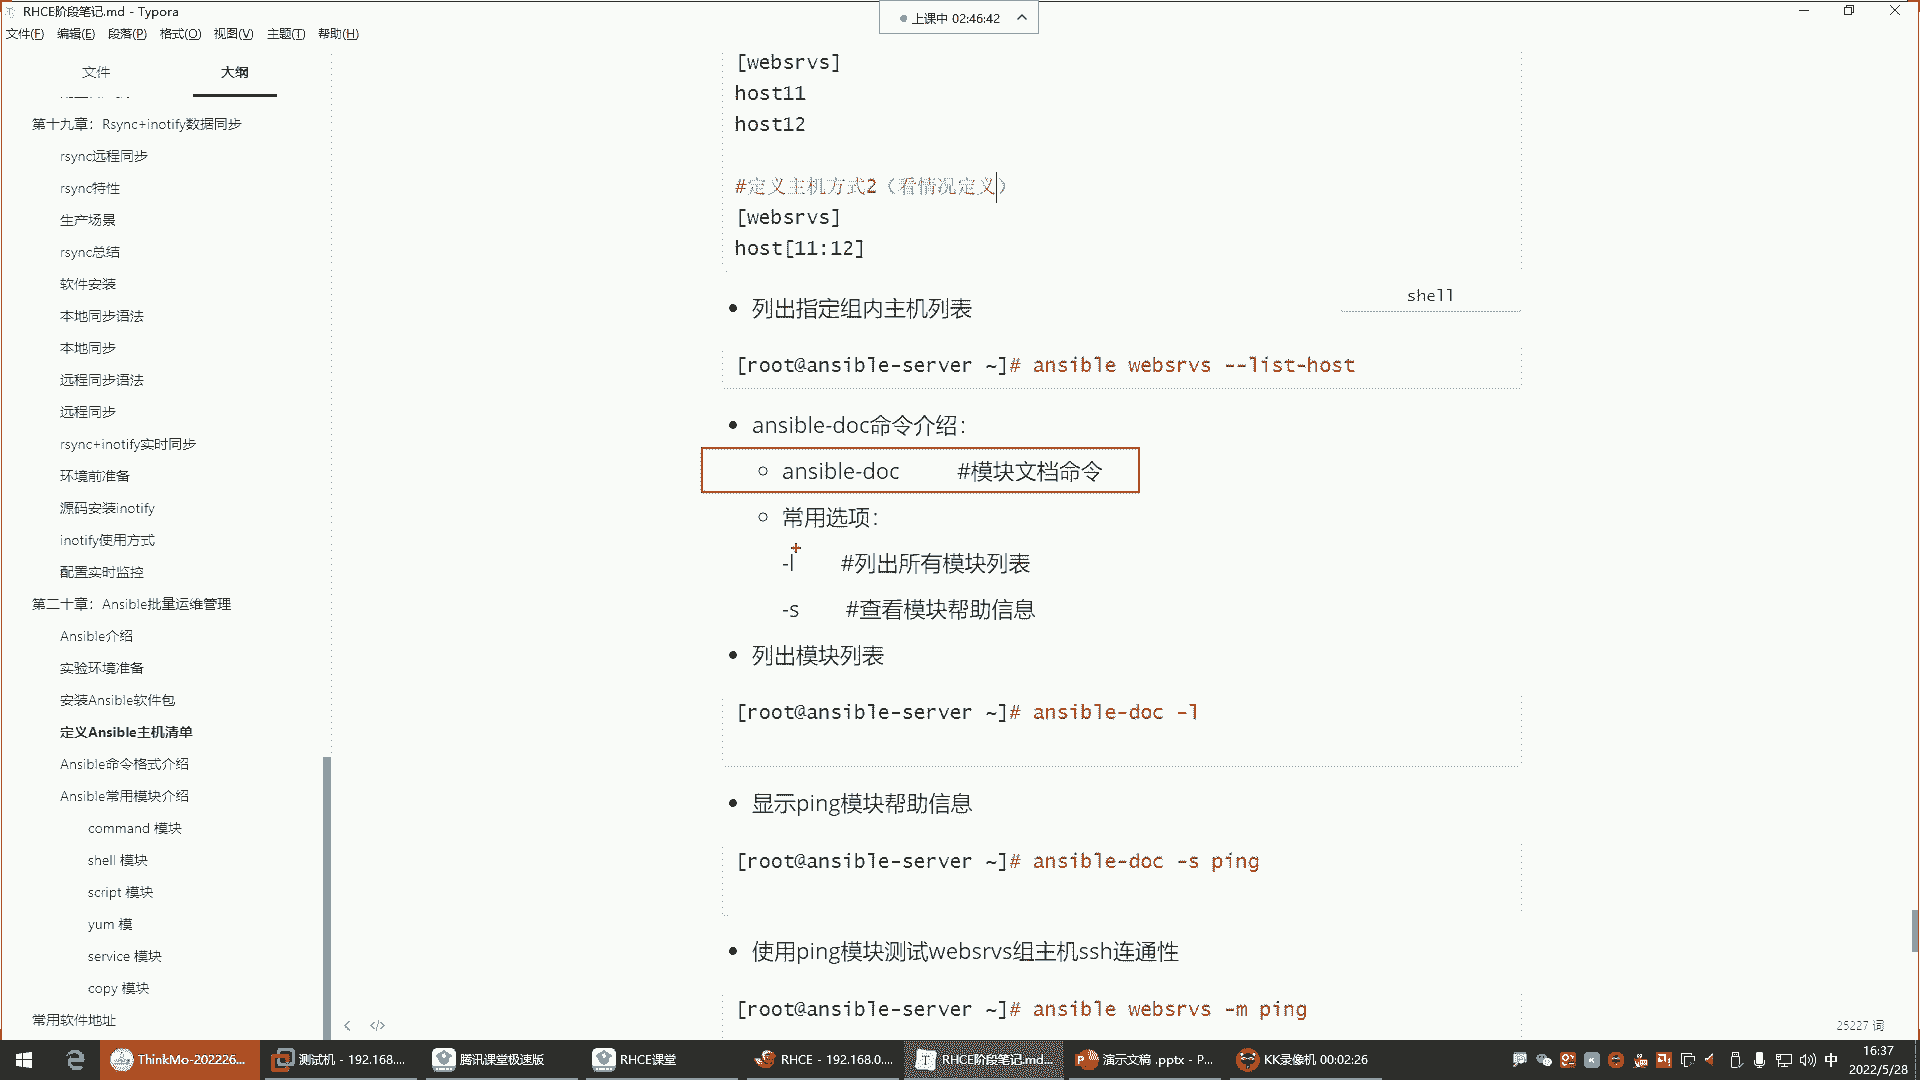 RHCE阶段笔记.md - Typora
上课中 02:46:42
文件(F) 编辑(E) 段落(P) 格式(O) 视图(V) 主题(T) 帮助(H)
文件 大纲
第十九章：Rsync+inotify数据同步
rsync远程同步
rsync特性
生产场景
rsync总结
软件安装
本地同步语法
本地同步
远程同步语法
远程同步
rsync+inotify实时同步
环境前准备
源码安装inotify
inotify使用方式
配置实时监控
第二十章：Ansible批量运维管理
Ansible介绍
实验环境准备
安装Ansible软件包
定义Ansible主机清单
Ansible命令格式介绍
Ansible常用模块介绍
command 模块
shell 模块
script 模块
yum 模
service 模块
copy 模块
常用软件地址
[websrvs]
host11
host12
#定义主机方式2（看情况定义）
[websrvs]
host[11:12]
shell
列出指定组内主机列表
[root@ansible-server ~]# ansible websrvs --list-host
ansible-doc命令介绍：
ansible-doc #模块文档命令
常用选项：
-l #列出所有模块列表
-s #查看模块帮助信息
列出模块列表
[root@ansible-server ~]# ansible-doc -l
显示ping模块帮助信息
[root@ansible-server ~]# ansible-doc -s ping
使用ping模块测试websrvs组主机ssh连通性
[root@ansible-server ~]# ansible websrvs -m ping
25227 词
ThinkMo-202226...
测试机 - 192.168....
腾讯课堂极速版
RHCE课堂
RHCE - 192.168.0....
RHCE阶段笔记.md...
演示文稿 .pptx - P...
KK录像机 00:02:26
中
16:37
2022/5/28